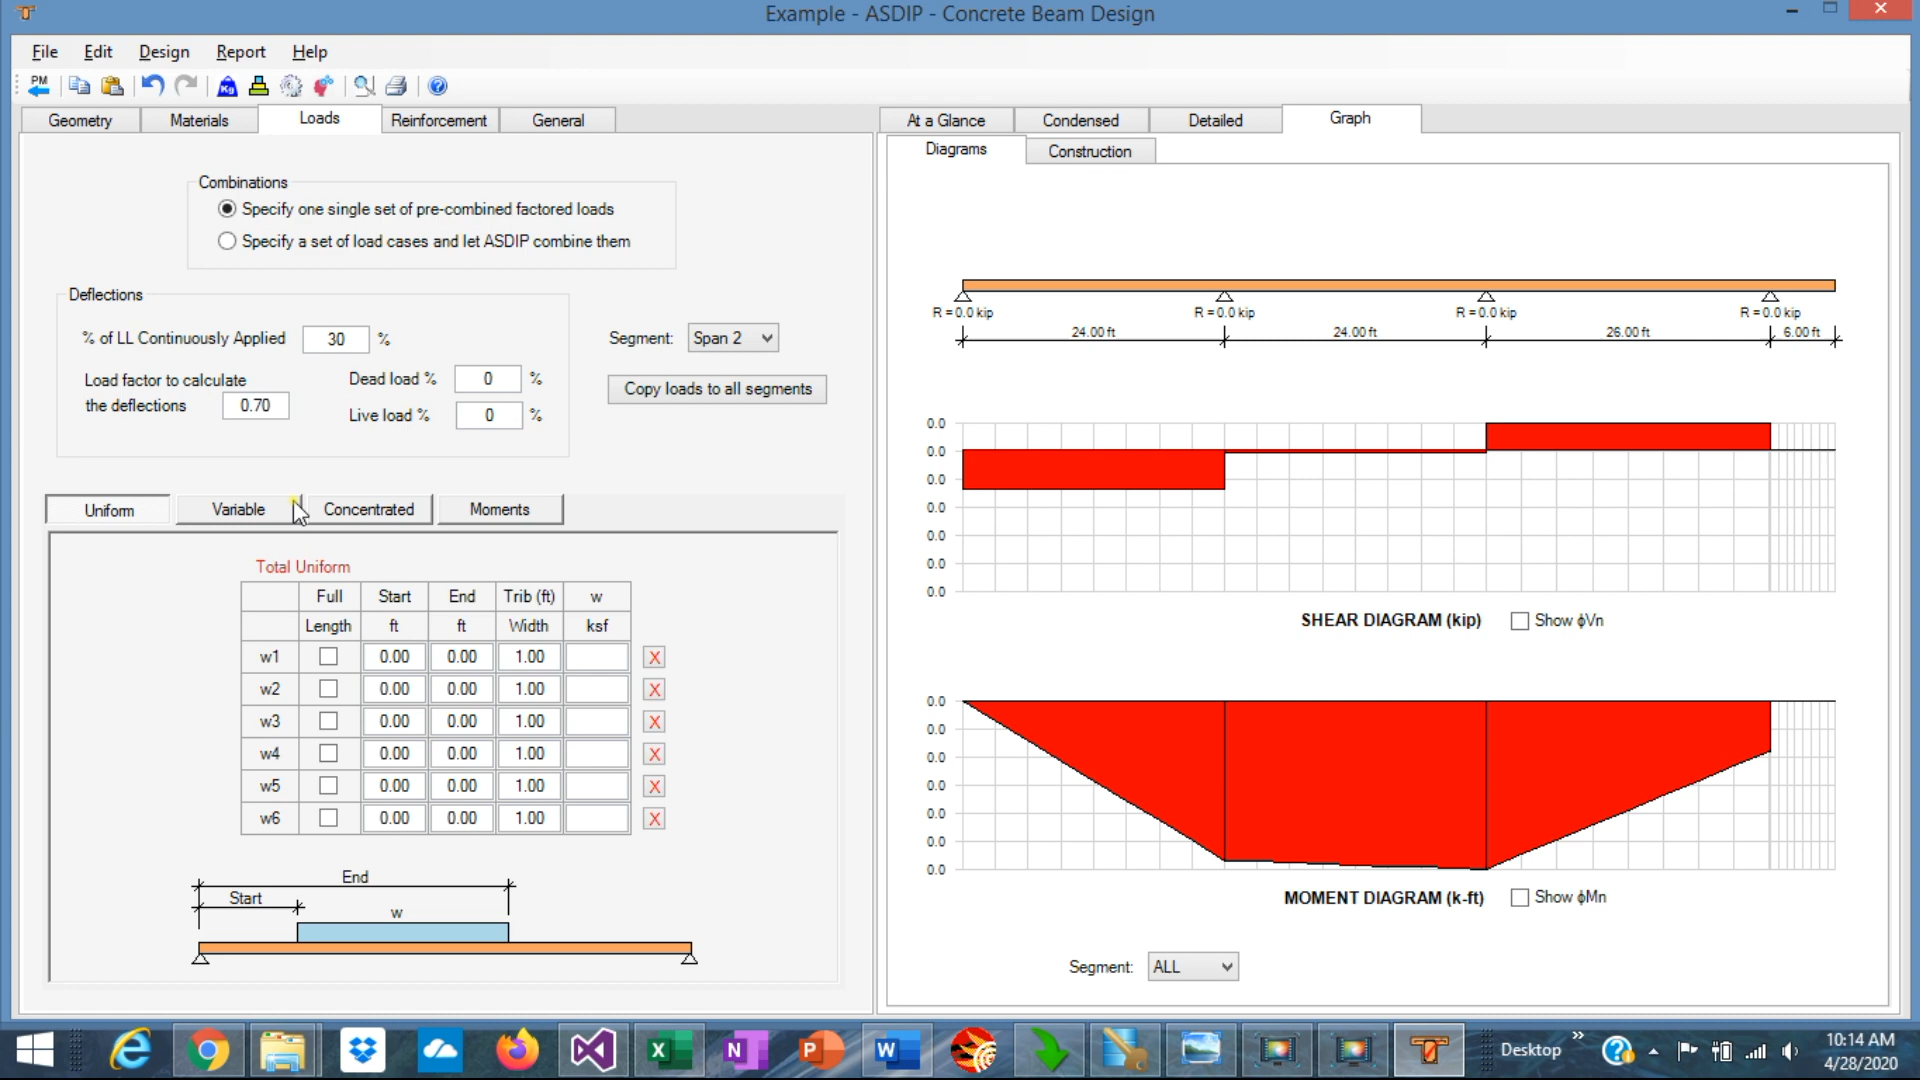 Example - ASDIP - Concrete Beam Design
File Edit Design Report Help
PM Kg
Geometry Materials Loads Reinforcement General
At a Glance Condensed Detailed Graph
Diagrams Construction
Combinations
Specify one single set of pre-combined factored loads
Specify a set of load cases and let ASDIP combine them
Deflections
% of LL Continuously Applied 30 %
Load factor to calculate
the deflections 0.70
Dead load % 0 %
Live load % 0 %
Segment: Span 2
Copy loads to all segments
Uniform Variable Concentrated Moments
Total Uniform
Full Start End Trib (ft) w
Length ft ft Width ksf
w1 0.00 0.00 1.00 X
w2 0.00 0.00 1.00 X
w3 0.00 0.00 1.00 X
w4 0.00 0.00 1.00 X
w5 0.00 0.00 1.00 X
w6 0.00 0.00 1.00 X
End
Start
w
R = 0.0 kip R = 0.0 kip R = 0.0 kip R = 0.0 kip
24.00 ft 24.00 ft 26.00 ft 6.00 ft
0.0
0.0
0.0
0.0
0.0
0.0
0.0
SHEAR DIAGRAM (kip) Show ϕVn
0.0
0.0
0.0
0.0
0.0
0.0
0.0
MOMENT DIAGRAM (k-ft) Show ϕMn
Segment: ALL
Desktop
10:14 AM
4/28/2020